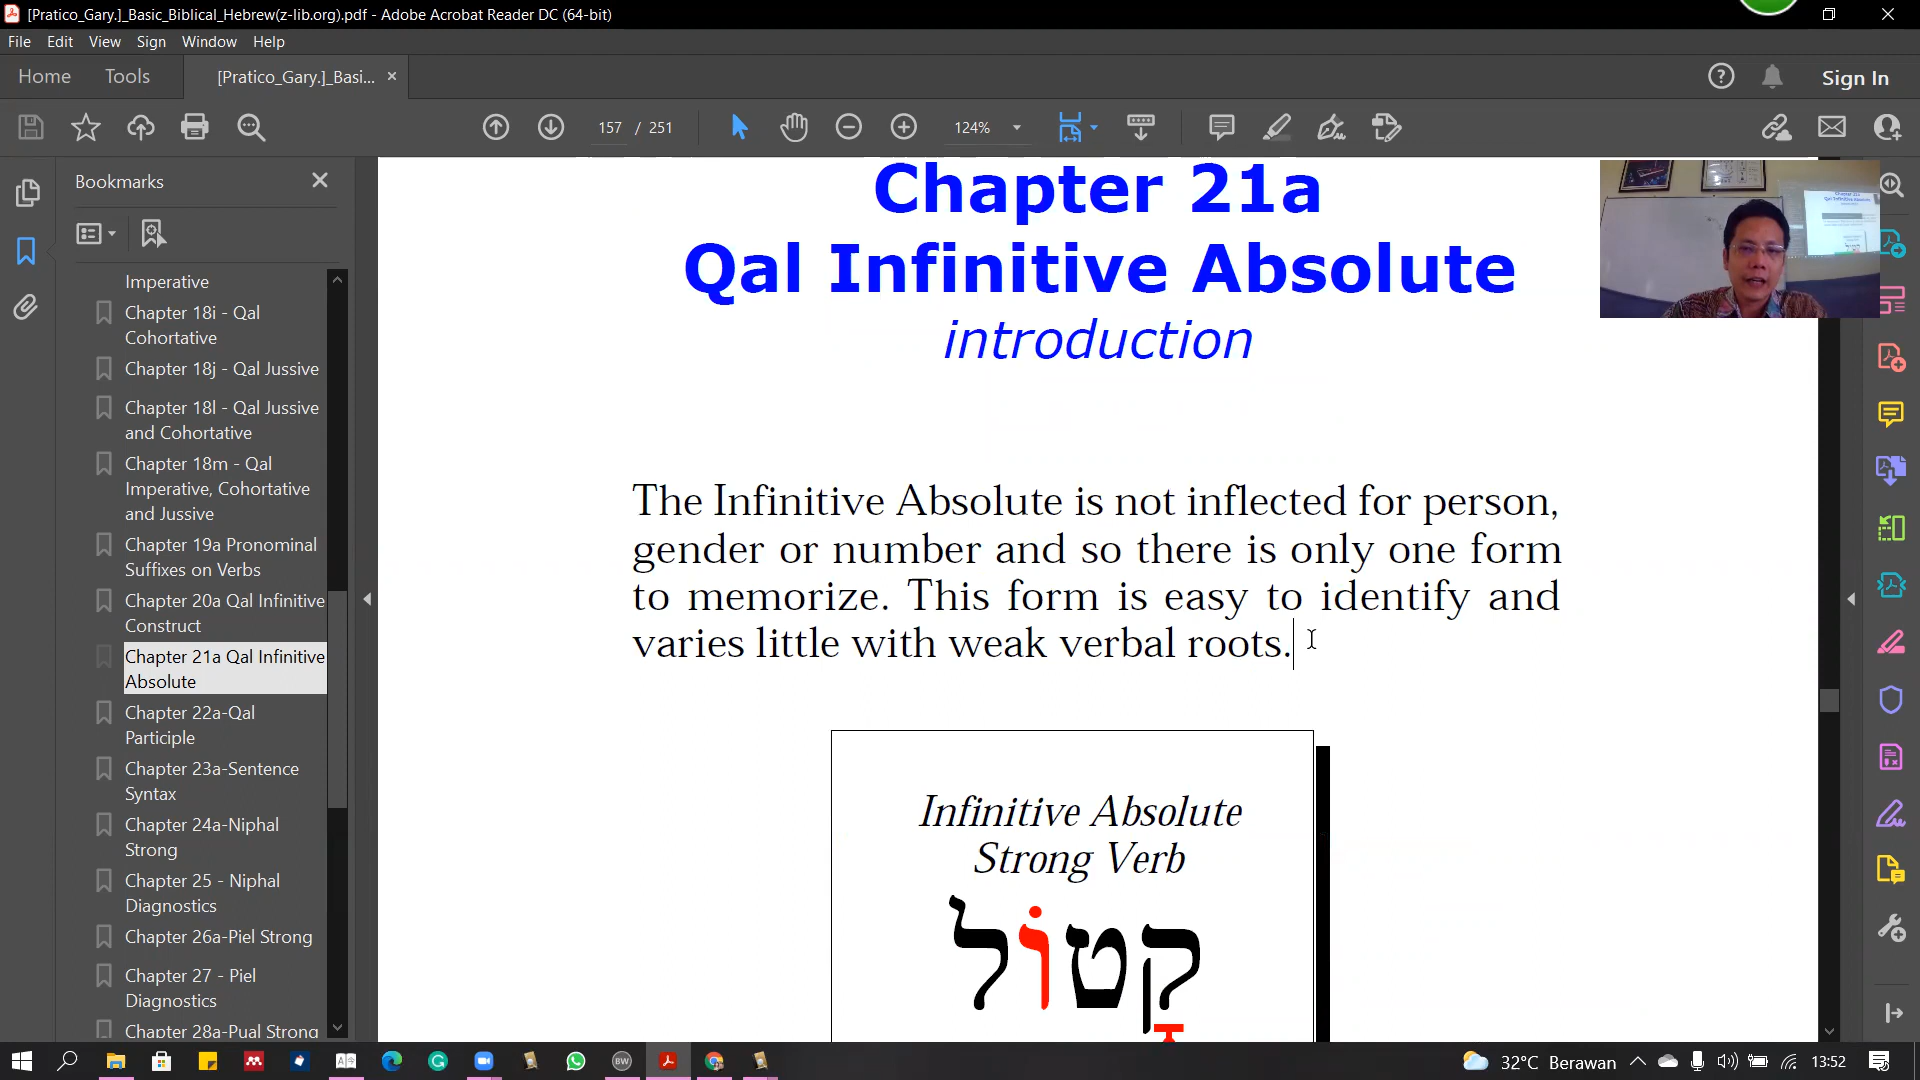 [Pratico_Gary.]_Basic_Biblical_Hebrew(z-lib.org).pdf - Adobe Acrobat Reader DC (64-bit)
File Edit View Sign Window Help
Home Tools [Pratico_Gary.]_Basi... × Sign In
157 / 251 124%
Bookmarks
Imperative
Chapter 18i - Qal
Cohortative
Chapter 18j - Qal Jussive
Chapter 18l - Qal Jussive
and Cohortative
Chapter 18m - Qal
Imperative, Cohortative
and Jussive
Chapter 19a Pronominal
Suffixes on Verbs
Chapter 20a Qal Infinitive
Construct
Chapter 21a Qal Infinitive
Absolute
Chapter 22a-Qal
Participle
Chapter 23a-Sentence
Syntax
Chapter 24a-Niphal
Strong
Chapter 25 - Niphal
Diagnostics
Chapter 26a-Piel Strong
Chapter 27 - Piel
Diagnostics
Chapter 28a-Pual Strong
Chapter 21a
Qal Infinitive Absolute
introduction
The Infinitive Absolute is not inflected for person,
gender or number and so there is only one form
to memorize. This form is easy to identify and
varies little with weak verbal roots.
Infinitive Absolute
Strong Verb
קָטוֹל
BW
32°C Berawan 13:52